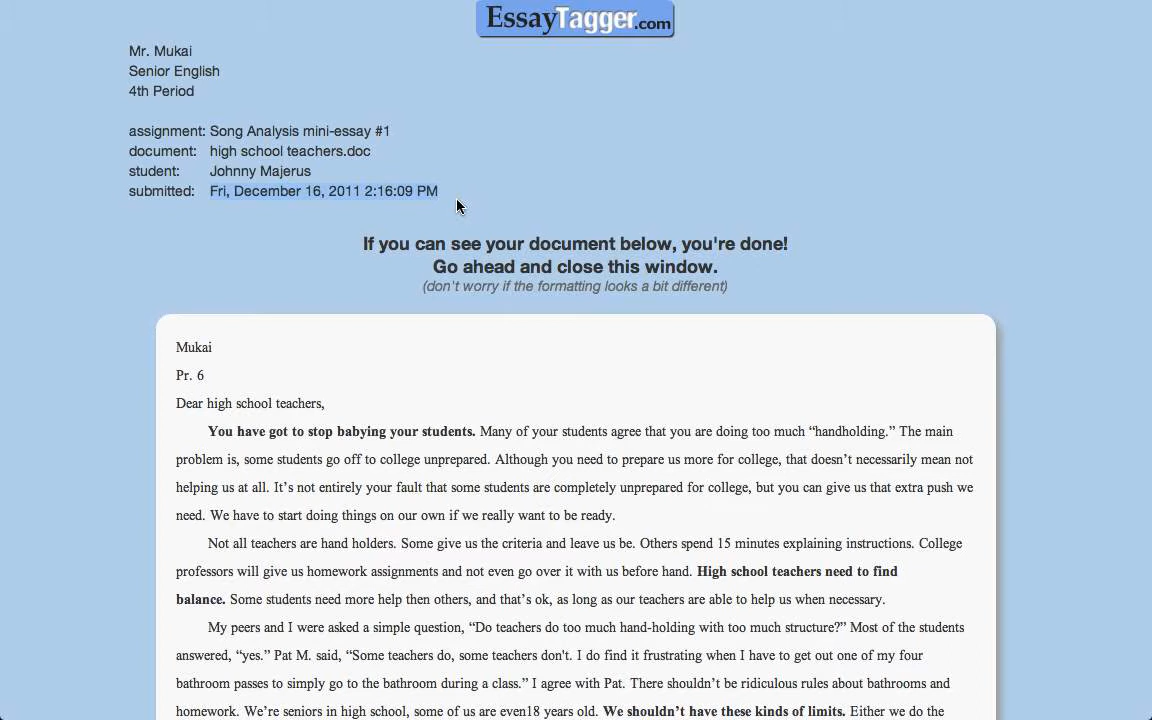 EssayTagger.com
Mr. Mukai
Senior English
4th Period
assignment: Song Analysis mini-essay #1
document: high school teachers.doc
student: Johnny Majerus
submitted: Fri, December 16, 2011 2:16:09 PM
If you can see your document below, you're done!
Go ahead and close this window.
(don't worry if the formatting looks a bit different)
Mukai
Pr. 6
Dear high school teachers,
You have got to stop babying your students. Many of your students agree that you are doing too much “handholding.” The main
problem is, some students go off to college unprepared. Although you need to prepare us more for college, that doesn’t necessarily mean not
helping us at all. It’s not entirely your fault that some students are completely unprepared for college, but you can give us that extra push we
need. We have to start doing things on our own if we really want to be ready.
Not all teachers are hand holders. Some give us the criteria and leave us be. Others spend 15 minutes explaining instructions. College
professors will give us homework assignments and not even go over it with us before hand. High school teachers need to find
balance. Some students need more help then others, and that’s ok, as long as our teachers are able to help us when necessary.
My peers and I were asked a simple question, “Do teachers do too much hand-holding with too much structure?” Most of the students
answered, “yes.” Pat M. said, “Some teachers do, some teachers don't. I do find it frustrating when I have to get out one of my four
bathroom passes to simply go to the bathroom during a class.” I agree with Pat. There shouldn’t be ridiculous rules about bathrooms and
homework. We’re seniors in high school, some of us are even18 years old. We shouldn’t have these kinds of limits. Either we do the